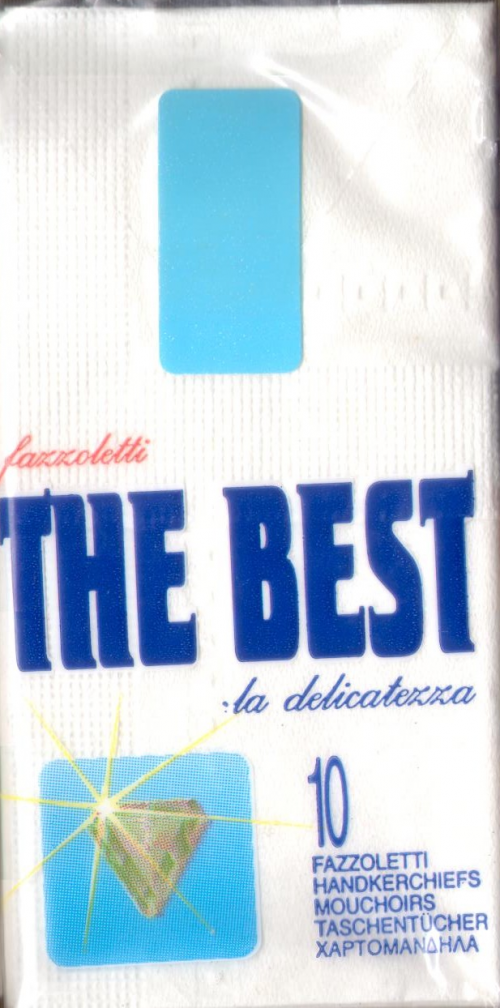 fazzoletti
THE BEST
la delicatezza
10
FAZZOLETTI
HANDKERCHIEFS
MOUCHOIRS
TASCHENTÜCHER
ΧΑΡΤΟΜΑΝΔΗΛΑ